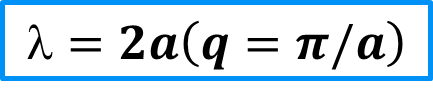 λ = 2a(q = π/a)